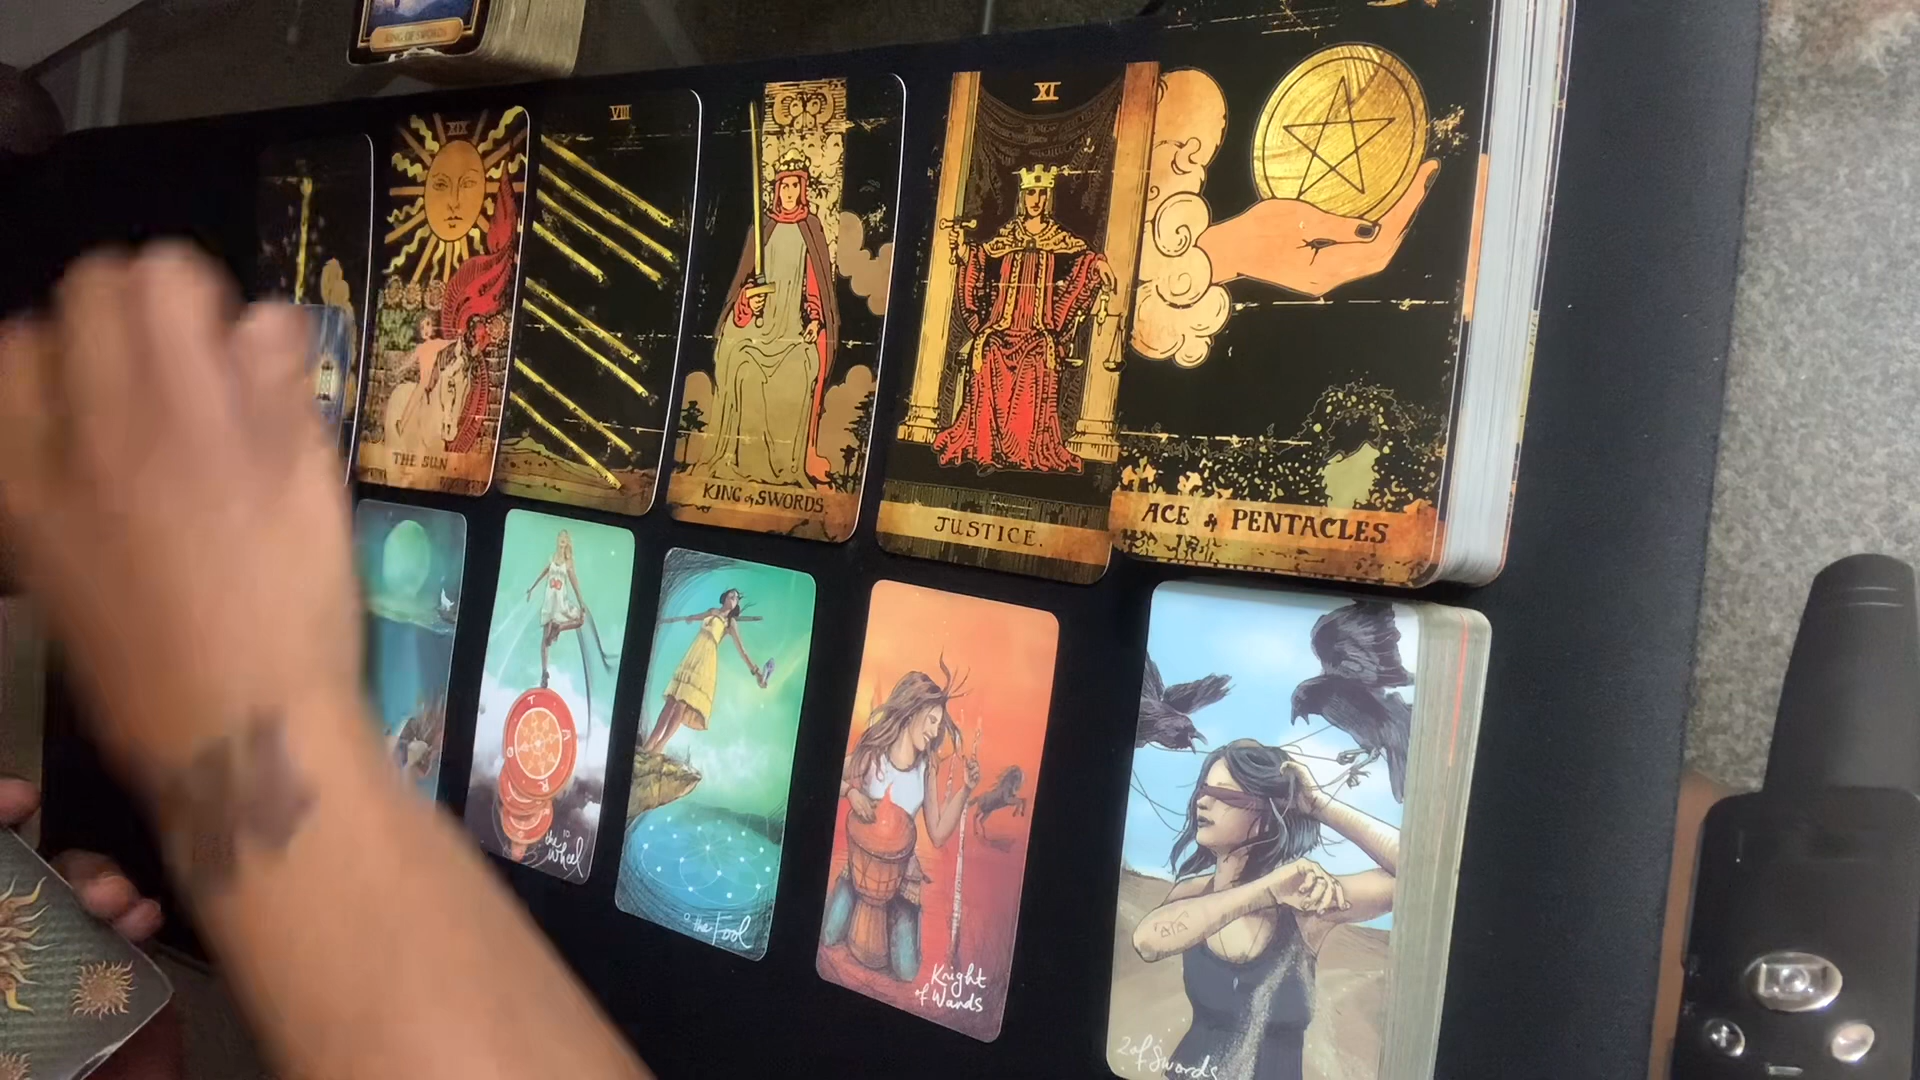 KING OF SWORDS
XIX
THE SUN.
VIII
KING of SWORDS.
XI
JUSTICE.
ACE of PENTACLES
10
the Wheel
0 the Fool
Knight
of Wands
2 of Swords